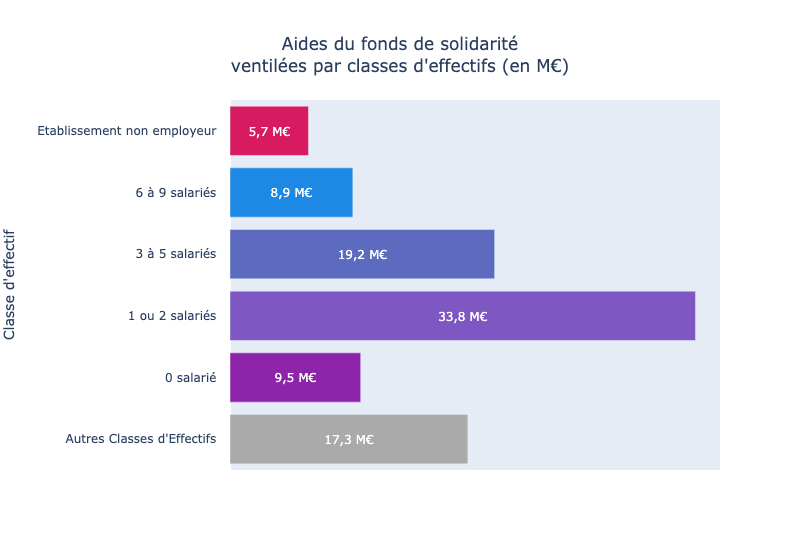 Aides du fonds de solidarité
ventilées par classes d'effectifs (en M€)
Classe d'effectif
Etablissement non employeur
5,7 M€
6 à 9 salariés
8,9 M€
3 à 5 salariés
19,2 M€
1 ou 2 salariés
33,8 M€
0 salarié
9,5 M€
Autres Classes d'Effectifs
17,3 M€